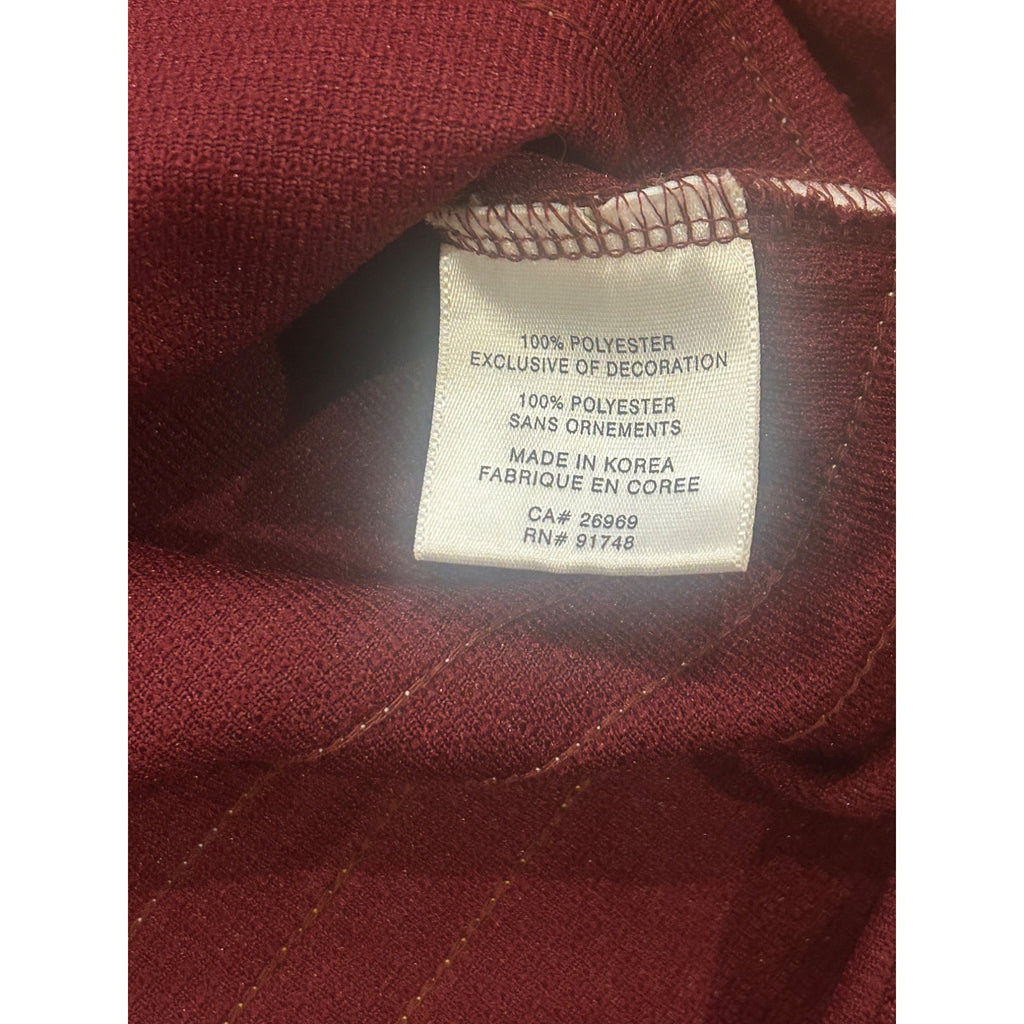 100% POLYESTER
EXCLUSIVE OF DECORATION
100% POLYESTER
SANS ORNEMENTS
MADE IN KOREA
FABRIQUE EN COREE
CA# 26969
RN# 91748